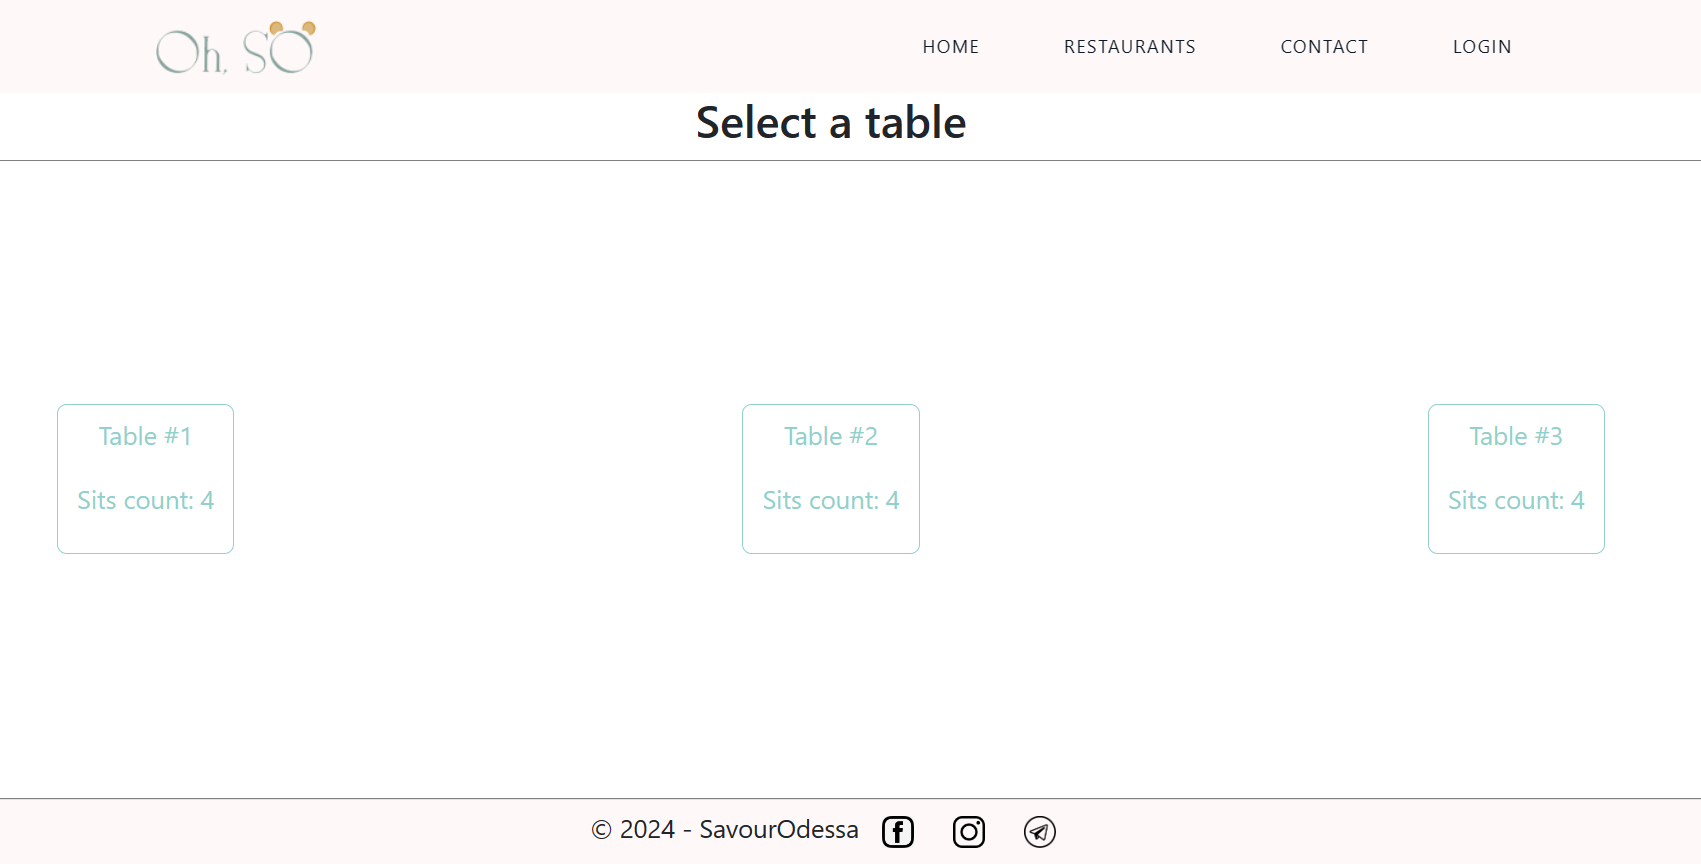 Oh, SO
HOME RESTAURANTS CONTACT LOGIN
Select a table
Table #1
Sits count: 4
Table #2
Sits count: 4
Table #3
Sits count: 4
© 2024 - SavourOdessa